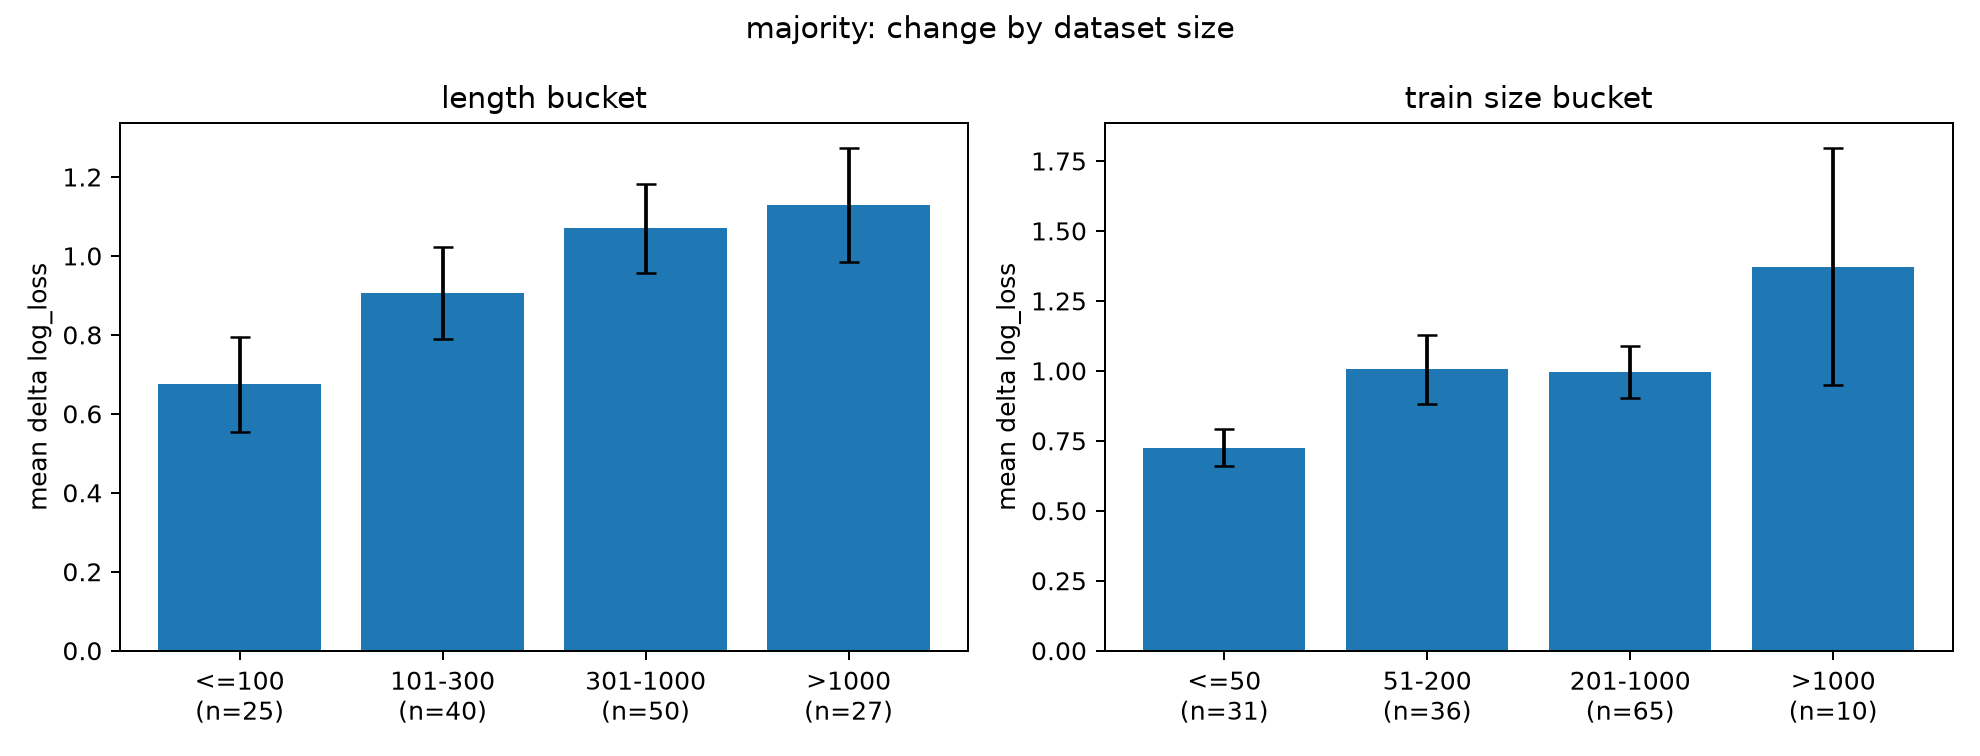 majority: change by dataset size
length bucket
mean delta log_loss
1.2
1.0
0.8
0.6
0.4
0.2
0.0
<=100
(n=25)
101-300
(n=40)
301-1000
(n=50)
>1000
(n=27)
train size bucket
mean delta log_loss
1.75
1.50
1.25
1.00
0.75
0.50
0.25
0.00
<=50
(n=31)
51-200
(n=36)
201-1000
(n=65)
>1000
(n=10)